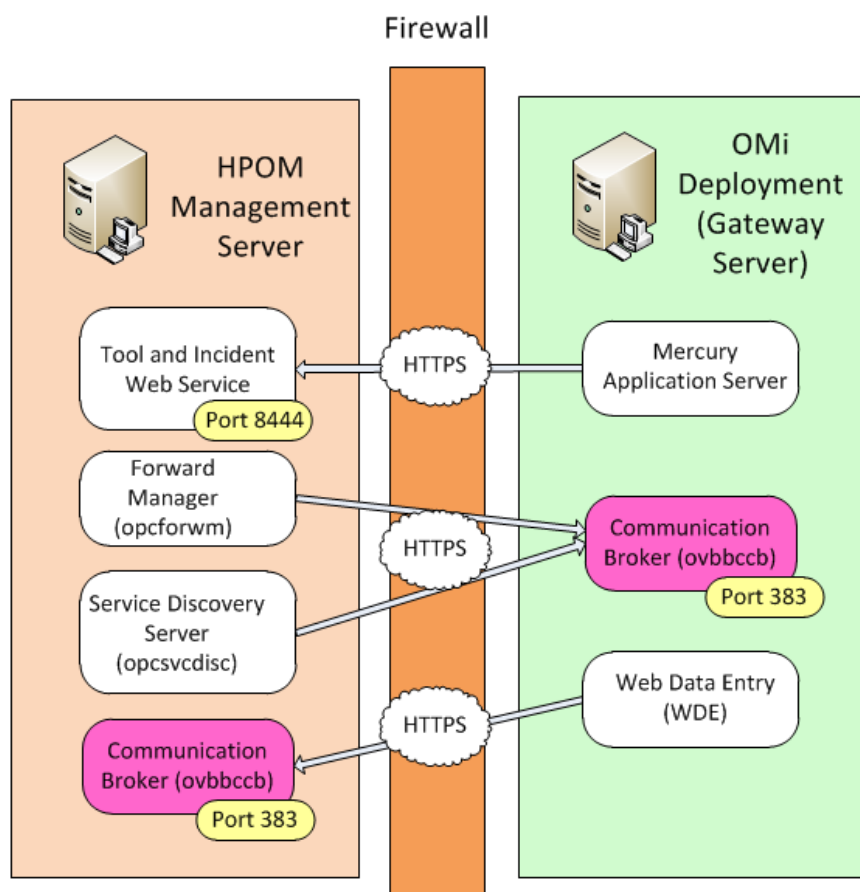 Firewall
HPOM
Management
Server
OMi
Deployment
(Gateway
Server)
Tool and Incident
Web Service
Port 8444
HTTPS
Mercury
Application Server
Forward
Manager
(opcforwm)
HTTPS
Communication
Broker (ovbbccb)
Port 383
Service Discovery
Server
(opcsvcdisc)
Web Data Entry
(WDE)
HTTPS
Communication
Broker (ovbbccb)
Port 383